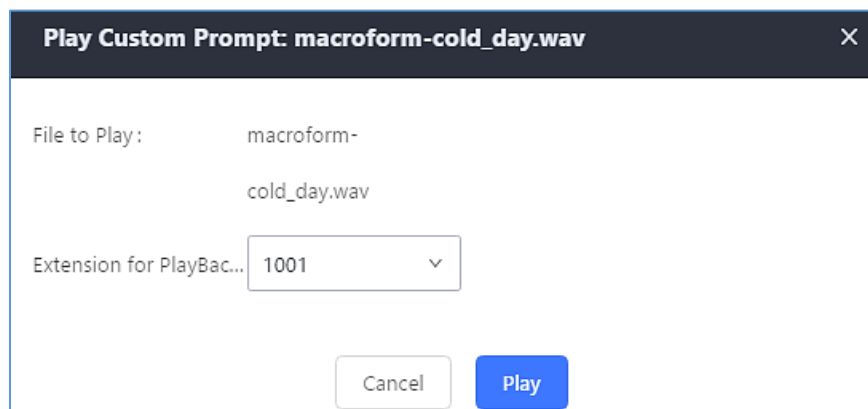 Play Custom Prompt: macroform-cold_day.wav
File to Play :
macroform-
cold_day.wav
Extension for PlayBac...
1001
Cancel
Play